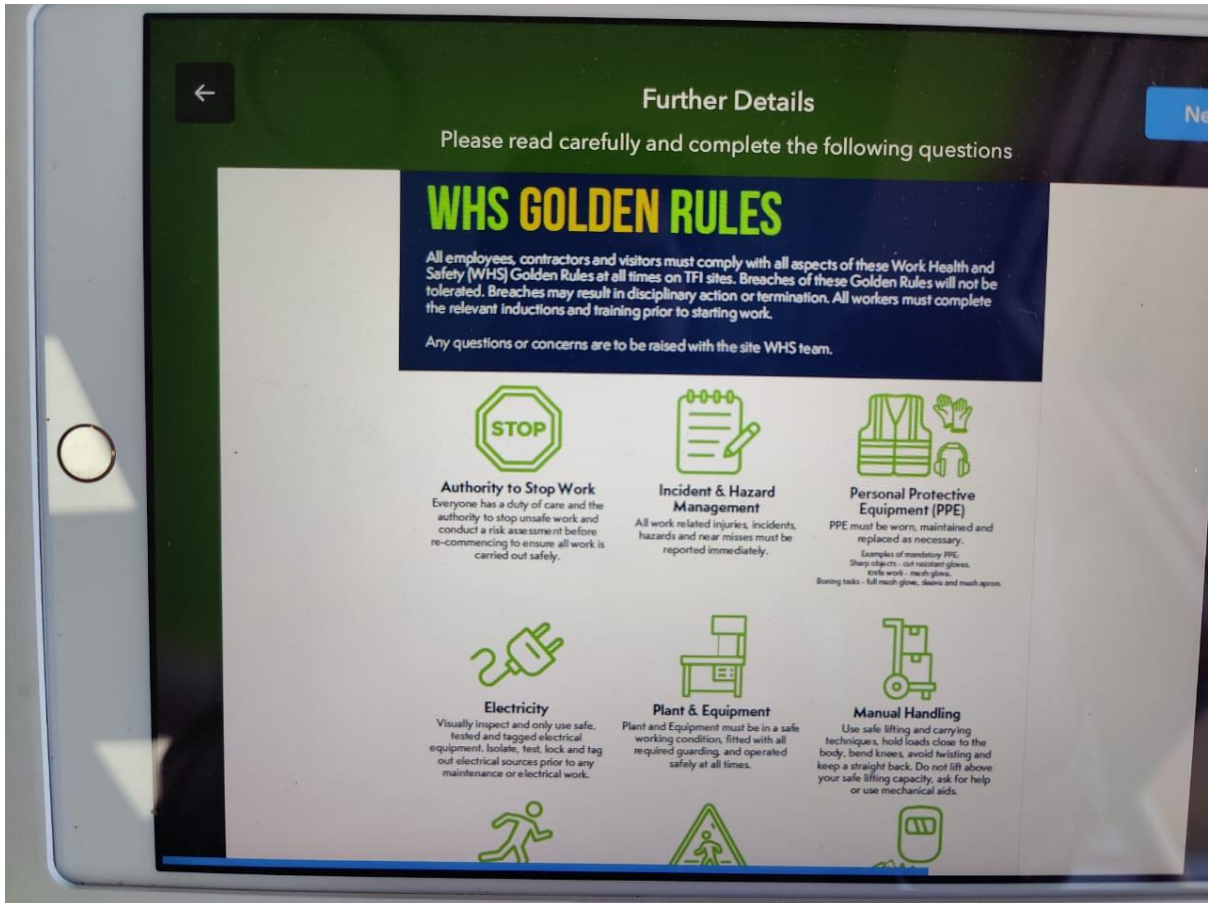 Further Details
Ne
Please read carefully and complete the following questions
WHS GOLDEN RULES
All employees, contractors and visitors must comply with all aspects of these Work Health and
Safety (WHS) Golden Rules at all times on TFI sites. Breaches of these Golden Rules will not be
tolerated. Breaches may result in disciplinary action or termination. All workers must complete
the relevant inductions and training prior to starting work.
Any questions or concerns are to be raised with the site WHS team.
STOP
Authority to Stop Work
Everyone has a duty of care and the
authority to stop unsafe work and
conduct a risk assessment before
re-commencing to ensure all work is
carried out safely.
Incident & Hazard
Management
All work related injuries, incidents,
hazards and near misses must be
reported immediately.
Personal Protective
Equipment (PPE)
PPE must be worn, maintained and
replaced as necessary.
Examples of mandatory PPE:
Sharp objects - cut resistant gloves.
Knife work - mesh glove.
Boning tasks - full mesh glove, sleeve and mesh apron.
Electricity
Visually inspect and only use safe,
tested and tagged electrical
equipment. Isolate, test, lock and tag
out electrical sources prior to any
maintenance or electrical work.
Plant & Equipment
Plant and Equipment must be in a safe
working condition, fitted with all
required guarding, and operated
safely at all times.
Manual Handling
Use safe lifting and carrying
techniques, hold loads close to the
body, bend knees, avoid twisting and
keep a straight back. Do not lift above
your safe lifting capacity, ask for help
or use mechanical aids.